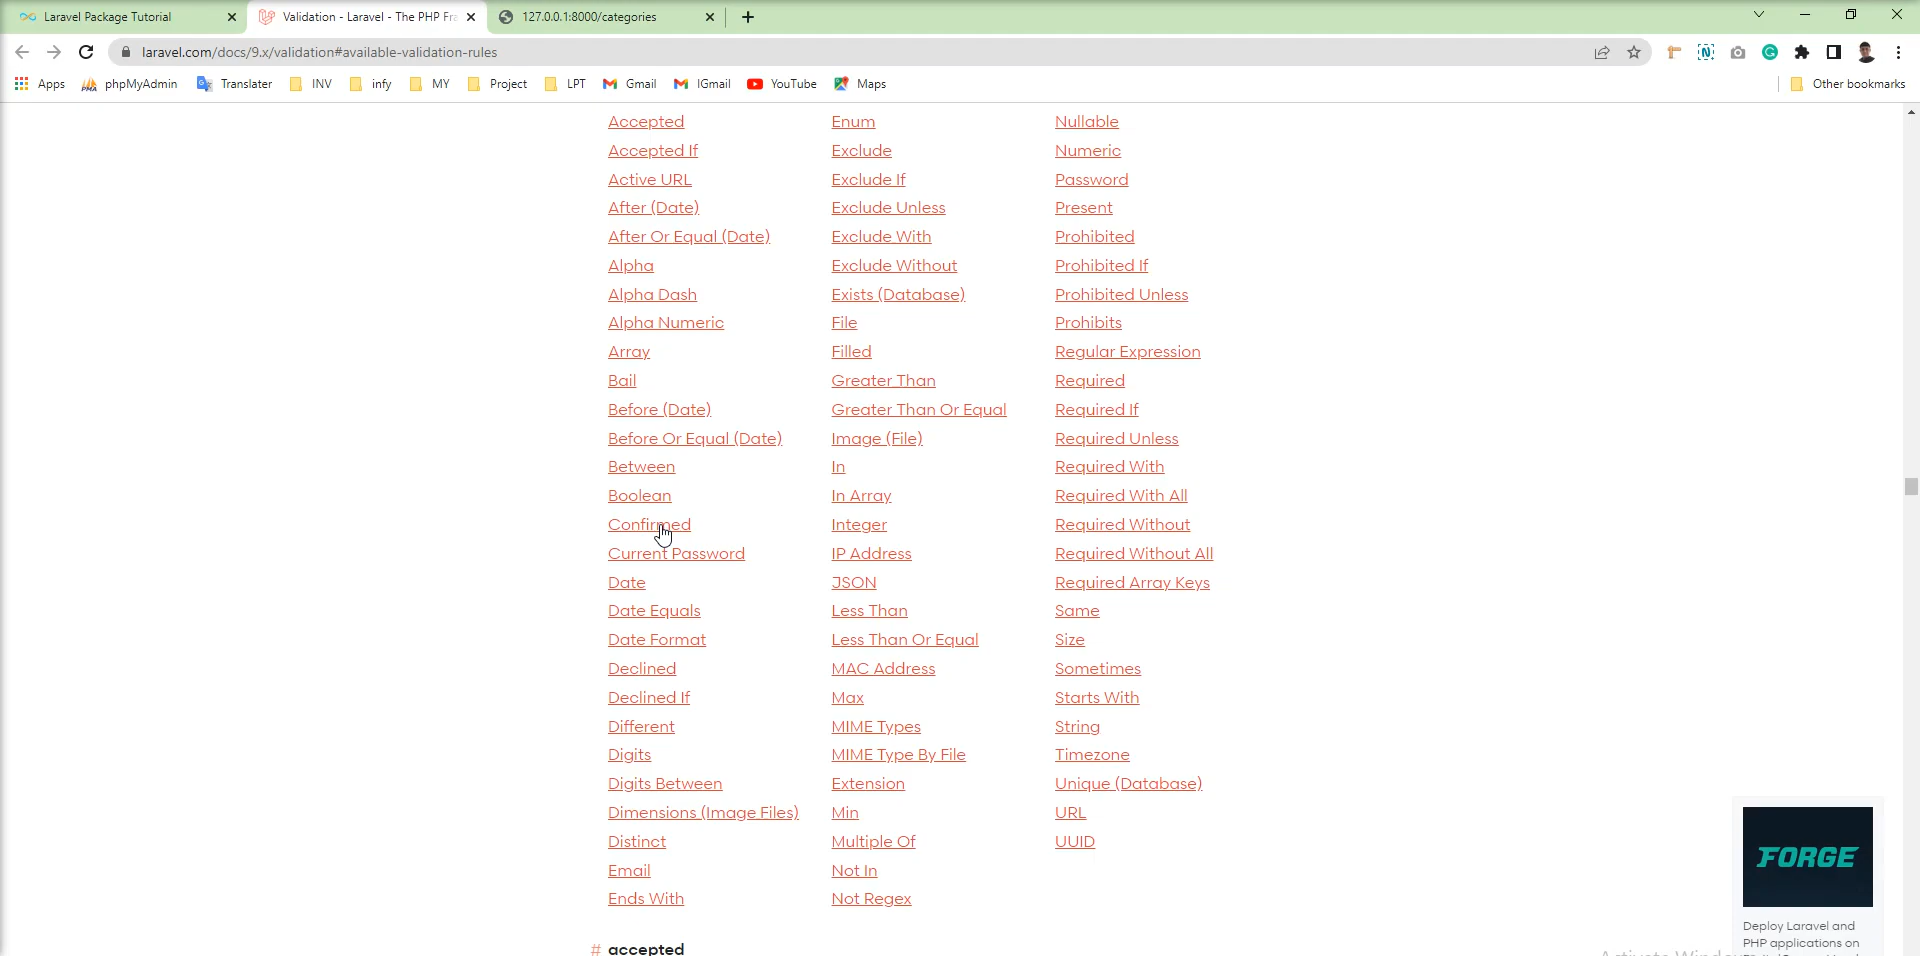 Laravel Package Tutorial
Validation - Laravel - The PHP Fra
127.0.0.1:8000/categories
laravel.com/docs/9.x/validation#available-validation-rules
Apps
phpMyAdmin
Translater
INV
infy
MY
Project
LPT
Gmail
IGmail
YouTube
Maps
Other bookmarks
Accepted
Accepted If
Active URL
After (Date)
After Or Equal (Date)
Alpha
Alpha Dash
Alpha Numeric
Array
Bail
Before (Date)
Before Or Equal (Date)
Between
Boolean
Confirmed
Current Password
Date
Date Equals
Date Format
Declined
Declined If
Different
Digits
Digits Between
Dimensions (Image Files)
Distinct
Email
Ends With
Enum
Exclude
Exclude If
Exclude Unless
Exclude With
Exclude Without
Exists (Database)
File
Filled
Greater Than
Greater Than Or Equal
Image (File)
In
In Array
Integer
IP Address
JSON
Less Than
Less Than Or Equal
MAC Address
Max
MIME Types
MIME Type By File
Extension
Min
Multiple Of
Not In
Not Regex
Nullable
Numeric
Password
Present
Prohibited
Prohibited If
Prohibited Unless
Prohibits
Regular Expression
Required
Required If
Required Unless
Required With
Required With All
Required Without
Required Without All
Required Array Keys
Same
Size
Sometimes
Starts With
String
Timezone
Unique (Database)
URL
UUID
# accepted
FORGE
Deploy Laravel and
PHP applications on